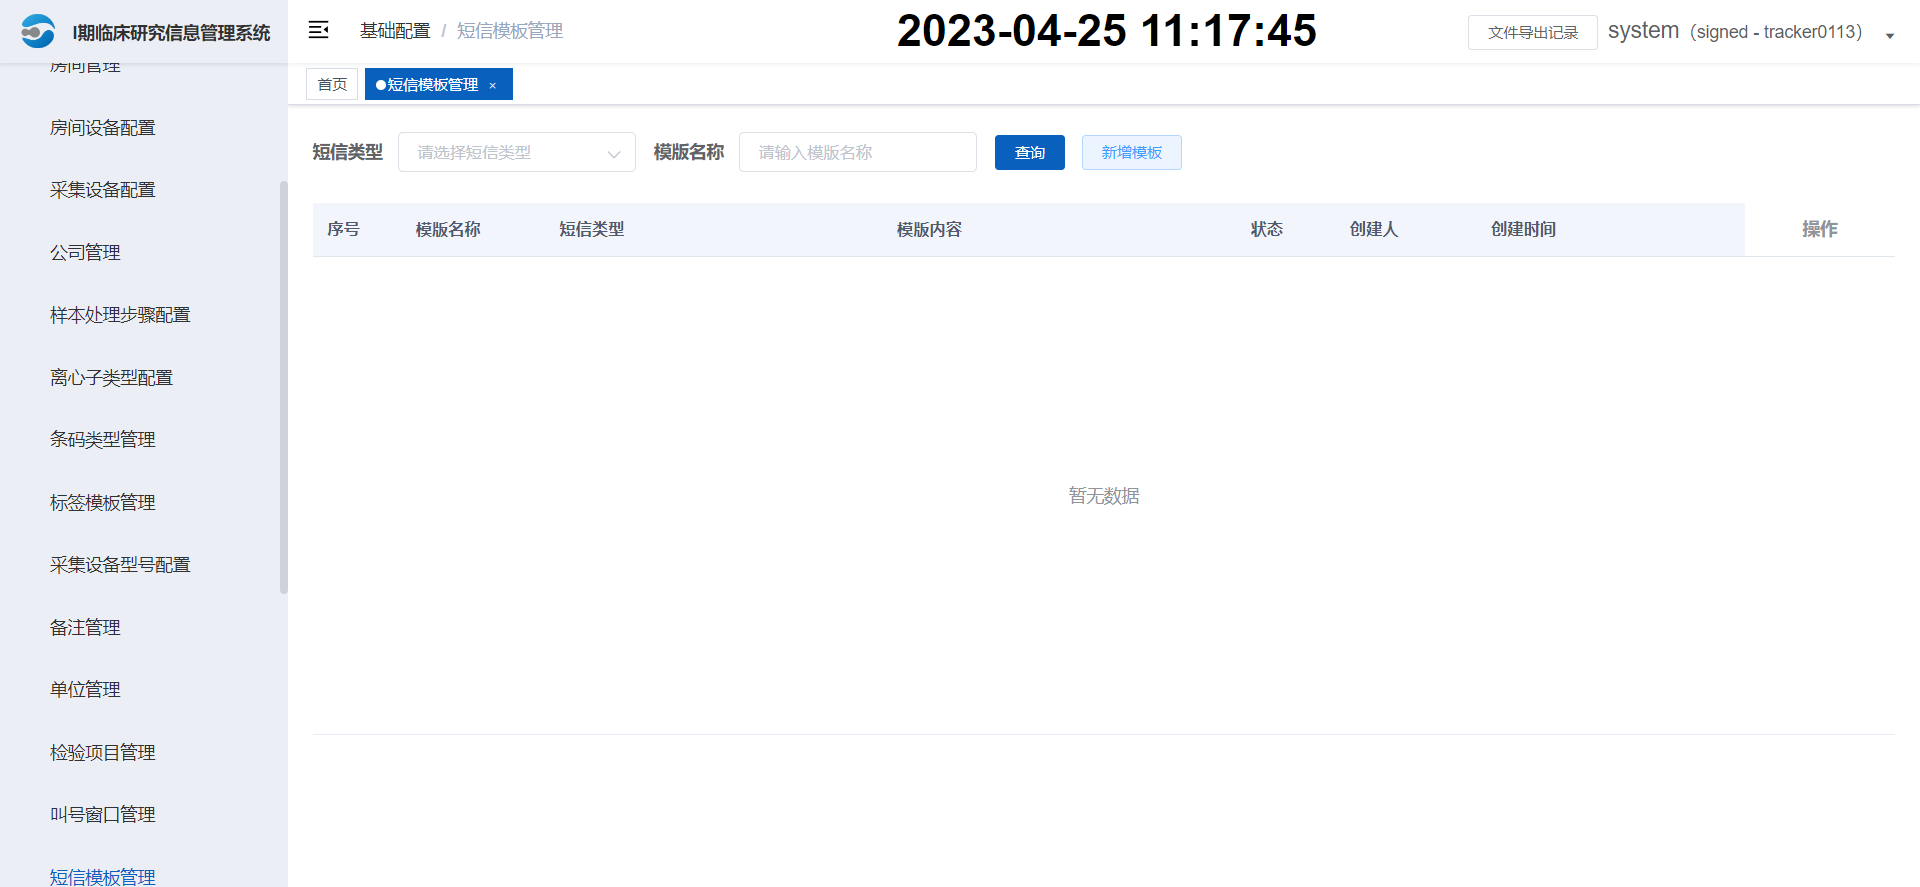 I期临床研究信息管理系统
基础配置 / 短信模板管理
2023-04-25 11:17:45
文件导出记录
system（signed - tracker0113）
首页
短信模板管理 ×
房间管理
房间设备配置
采集设备配置
公司管理
样本处理步骤配置
离心子类型配置
条码类型管理
标签模板管理
采集设备型号配置
备注管理
单位管理
检验项目管理
叫号窗口管理
短信模板管理
短信类型 请选择短信类型 模版名称 请输入模版名称 查询 新增模板
序号 模版名称 短信类型 模版内容 状态 创建人 创建时间 操作
暂无数据